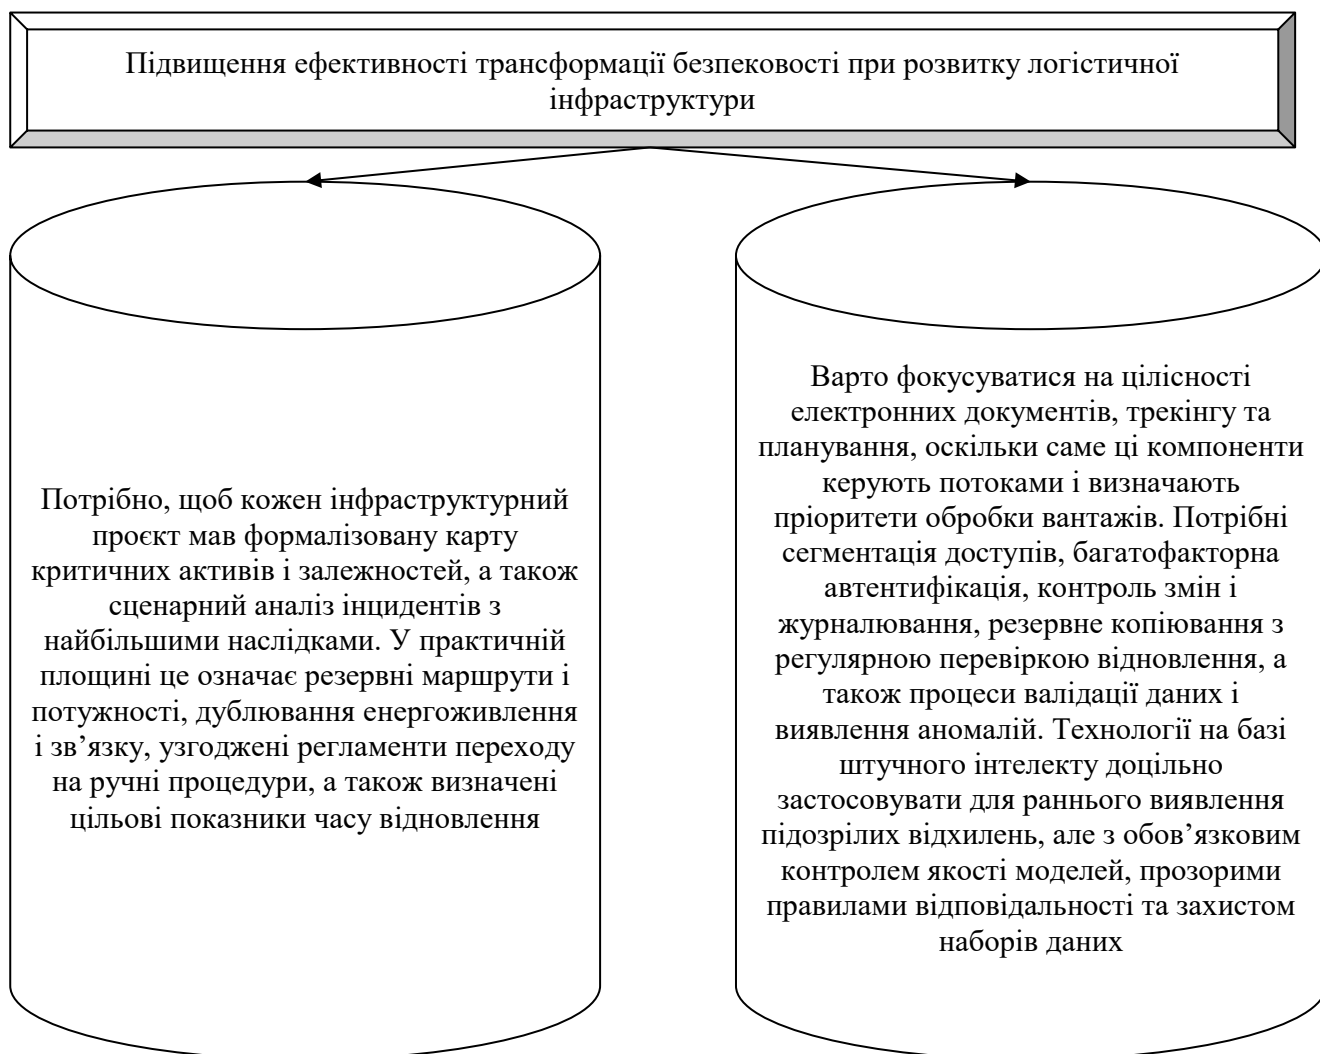 Підвищення ефективності трансформації безпековості при розвитку логістичної
інфраструктури
Потрібно, щоб кожен інфраструктурний
проєкт мав формалізовану карту
критичних активів і залежностей, а також
сценарний аналіз інцидентів з
найбільшими наслідками. У практичній
площині це означає резервні маршрути і
потужності, дублювання енергоживлення
і зв’язку, узгоджені регламенти переходу
на ручні процедури, а також визначені
цільові показники часу відновлення
Варто фокусуватися на цілісності
електронних документів, трекінгу та
планування, оскільки саме ці компоненти
керують потоками і визначають
пріоритети обробки вантажів. Потрібні
сегментація доступів, багатофакторна
автентифікація, контроль змін і
журналювання, резервне копіювання з
регулярною перевіркою відновлення, а
також процеси валідації даних і
виявлення аномалій. Технології на базі
штучного інтелекту доцільно
застосовувати для раннього виявлення
підозрілих відхилень, але з обов’язковим
контролем якості моделей, прозорими
правилами відповідальності та захистом
наборів даних